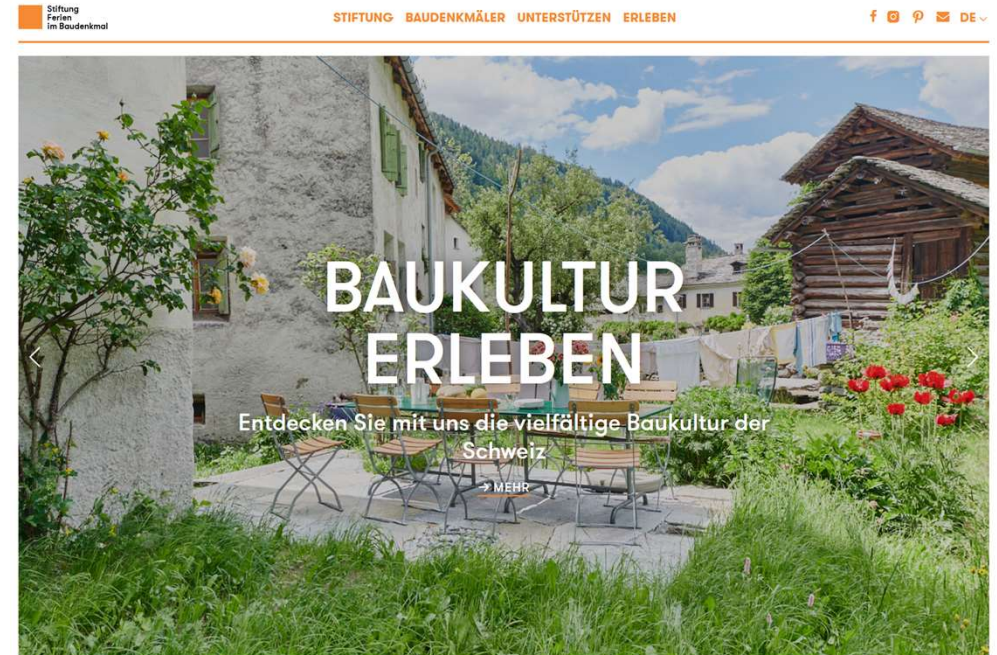 Stiftung
Ferien
im Baudenkmal
STIFTUNG BAUDENKMÄLER UNTERSTÜTZEN ERLEBEN
DE
BAUKULTUR
ERLEBEN
Entdecken Sie mit uns die vielfältige Baukultur der
Schweiz
→ MEHR